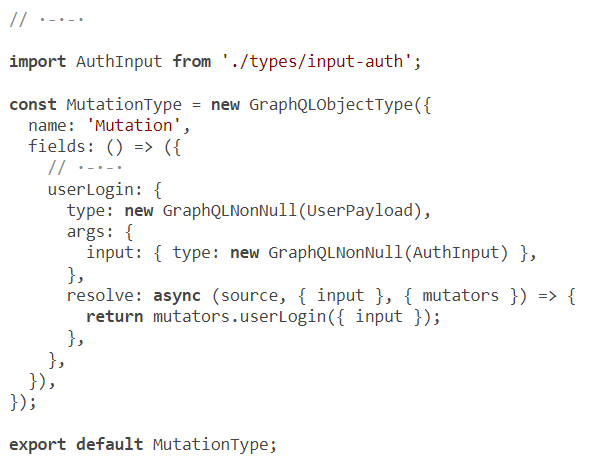 // ·-·-·
import AuthInput from './types/input-auth';
const MutationType = new GraphQLObjectType({
  name: 'Mutation',
  fields: () => ({
    // ·-·-·
    userLogin: {
      type: new GraphQLNonNull(UserPayload),
      args: {
        input: { type: new GraphQLNonNull(AuthInput) },
      },
      resolve: async (source, { input }, { mutators }) => {
        return mutators.userLogin({ input });
      },
    },
  }),
});
export default MutationType;